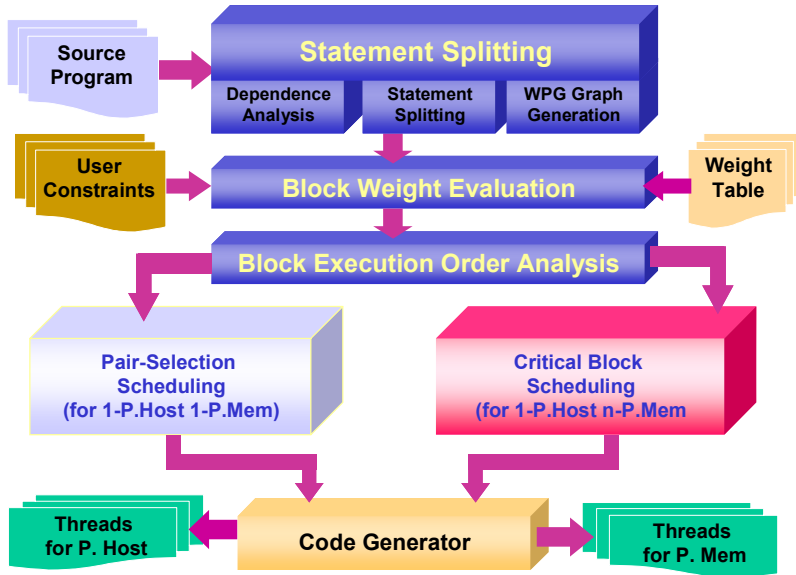 Source
Program
Statement Splitting
Dependence
Analysis
Statement
Splitting
WPG Graph
Generation
User
Constraints
Block Weight Evaluation
Weight
Table
Block Execution Order Analysis
Pair-Selection
Scheduling
(for 1-P.Host 1-P.Mem)
Critical Block
Scheduling
(for 1-P.Host n-P.Mem
Threads
for P. Host
Code Generator
Threads
for P. Mem